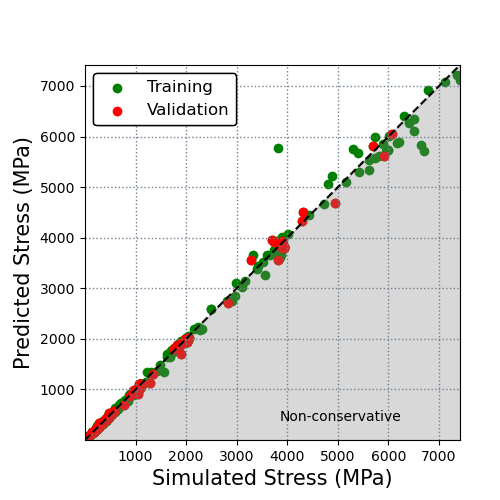 Training
Validation
7000
6000
5000
4000
3000
2000
1000
Predicted Stress (MPa)
Non-conservative
1000 2000 3000 4000 5000 6000 7000
Simulated Stress (MPa)